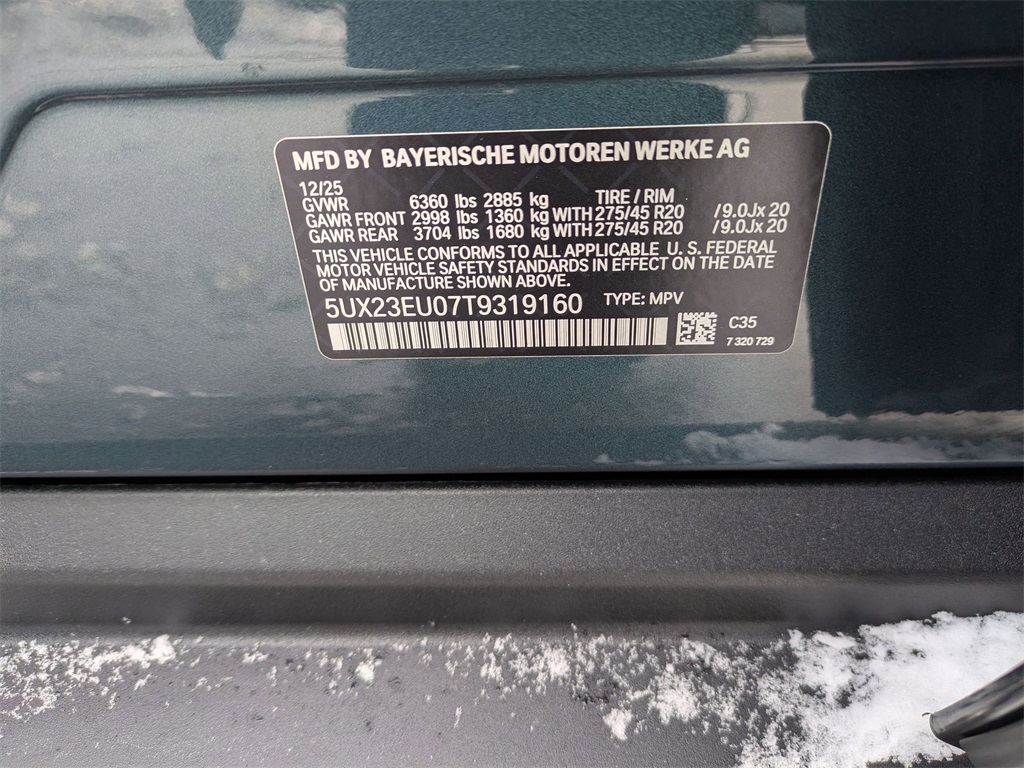 MFD BY BAYERISCHE MOTOREN WERKE AG
12/25
GVWR 6360 lbs 2885 kg TIRE / RIM
GAWR FRONT 2998 lbs 1360 kg WITH 275/45 R20 / 9.0Jx 20
GAWR REAR 3704 lbs 1680 kg WITH 275/45 R20 / 9.0Jx 20
THIS VEHICLE CONFORMS TO ALL APPLICABLE U. S. FEDERAL
MOTOR VEHICLE SAFETY STANDARDS IN EFFECT ON THE DATE
OF MANUFACTURE SHOWN ABOVE.
5UX23EU07T9319160 TYPE: MPV
C35
7 320 729